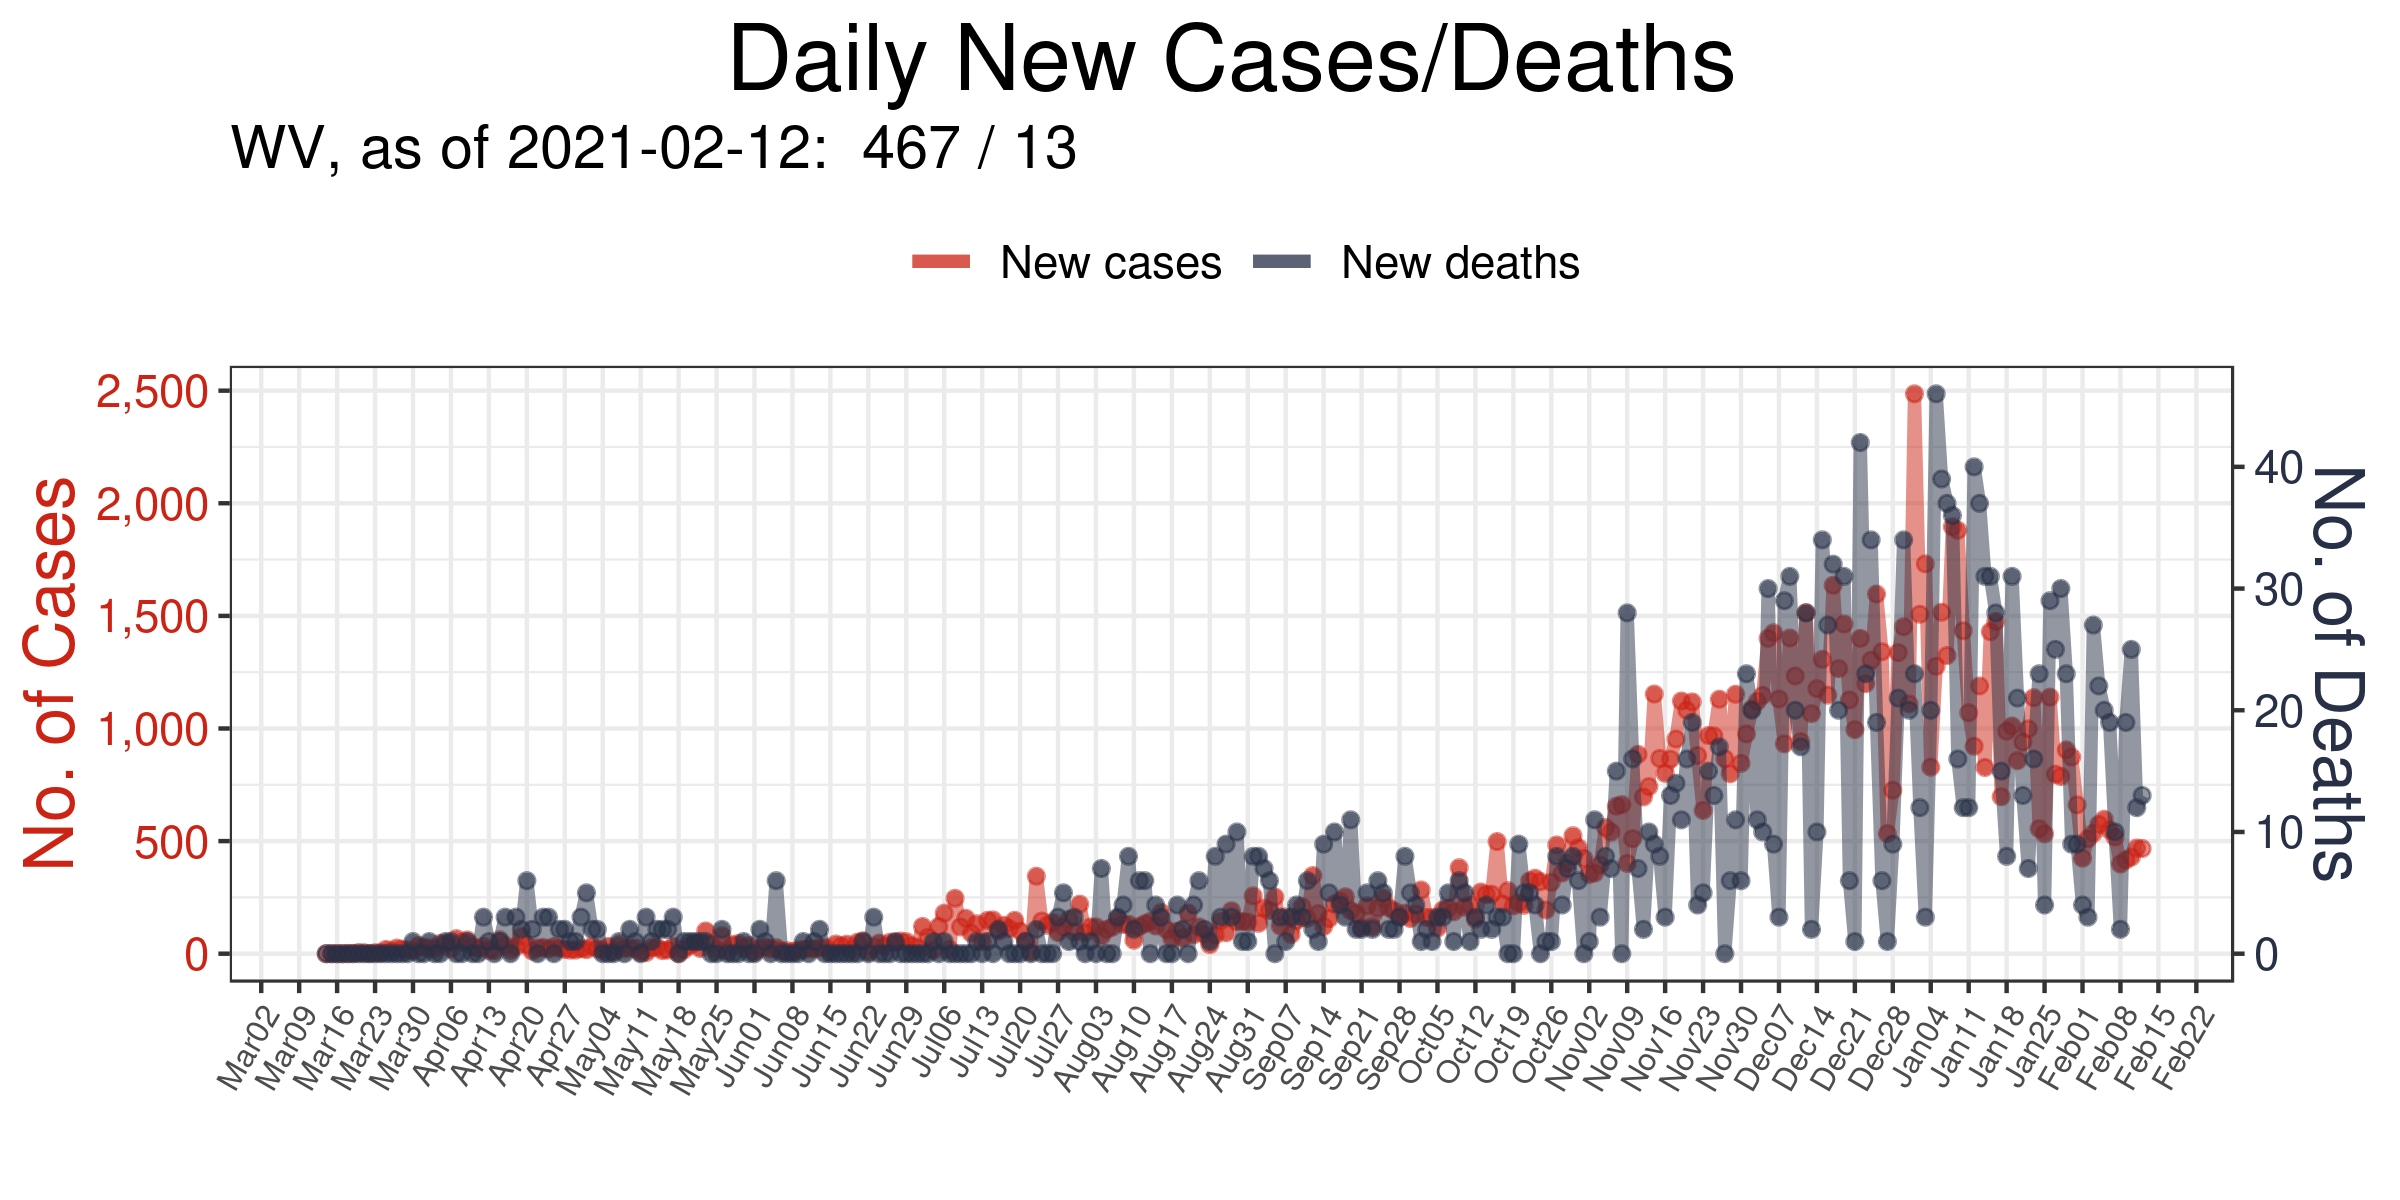 Daily New Cases/Deaths
WV, as of 2021-02-12:  467 / 13
New cases New deaths
No. of Cases
2,500
2,000
1,500
1,000
500
0
40
30
20
10
0
No. of Deaths
Mar02 Mar09 Mar16 Mar23 Mar30 Apr06 Apr13 Apr20 Apr27 May04 May11 May18 May25 Jun01 Jun08 Jun15 Jun22 Jun29 Jul06 Jul13 Jul20 Jul27 Aug03 Aug10 Aug17 Aug24 Aug31 Sep07 Sep14 Sep21 Sep28 Oct05 Oct12 Oct19 Oct26 Nov02 Nov09 Nov16 Nov23 Nov30 Dec07 Dec14 Dec21 Dec28 Jan04 Jan11 Jan18 Jan25 Feb01 Feb08 Feb15 Feb22